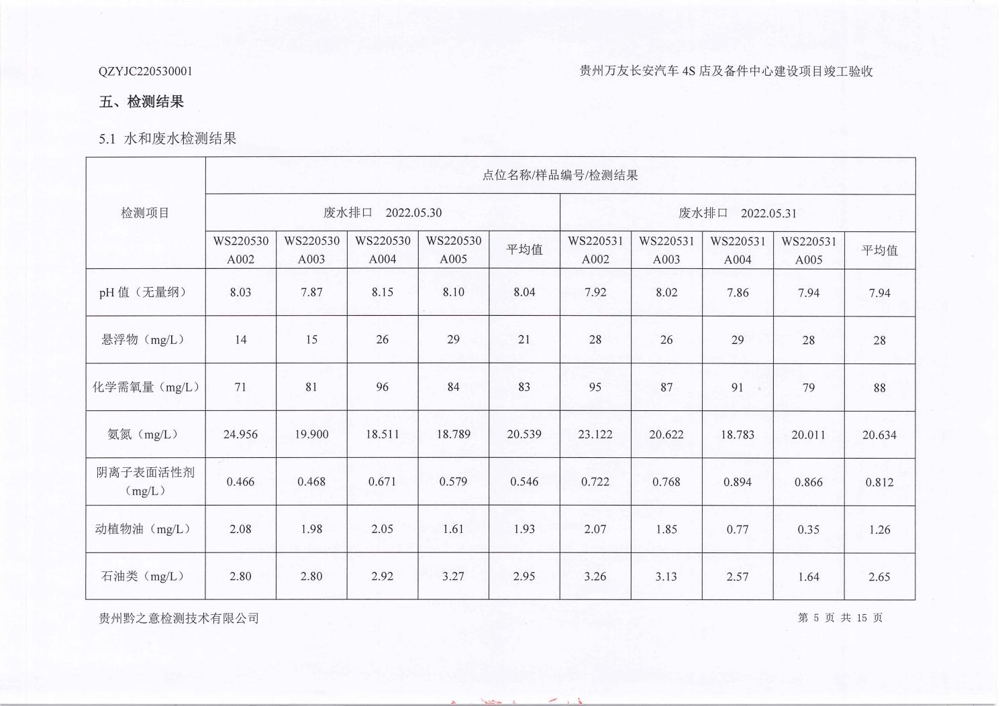 QZYJC220530001 贵州万友长安汽车 4S 店及备件中心建设项目竣工验收
五、检测结果
5.1 水和废水检测结果
检测项目 点位名称/样品编号/检测结果
废水排口 2022.05.30 废水排口 2022.05.31
WS220530 WS220530 WS220530 WS220530 平均值 WS220531 WS220531 WS220531 WS220531 平均值
A002 A003 A004 A005 A002 A003 A004 A005
pH 值（无量纲） 8.03 7.87 8.15 8.10 8.04 7.92 8.02 7.86 7.94 7.94
悬浮物（mg/L） 14 15 26 29 21 28 26 29 28 28
化学需氧量（mg/L） 71 81 96 84 83 95 87 91 79 88
氨氮（mg/L） 24.956 19.900 18.511 18.789 20.539 23.122 20.622 18.783 20.011 20.634
阴离子表面活性剂
（mg/L） 0.466 0.468 0.671 0.579 0.546 0.722 0.768 0.894 0.866 0.812
动植物油（mg/L） 2.08 1.98 2.05 1.61 1.93 2.07 1.85 0.77 0.35 1.26
石油类（mg/L） 2.80 2.80 2.92 3.27 2.95 3.26 3.13 2.57 1.64 2.65
贵州黔之意检测技术有限公司 第 5 页 共 15 页